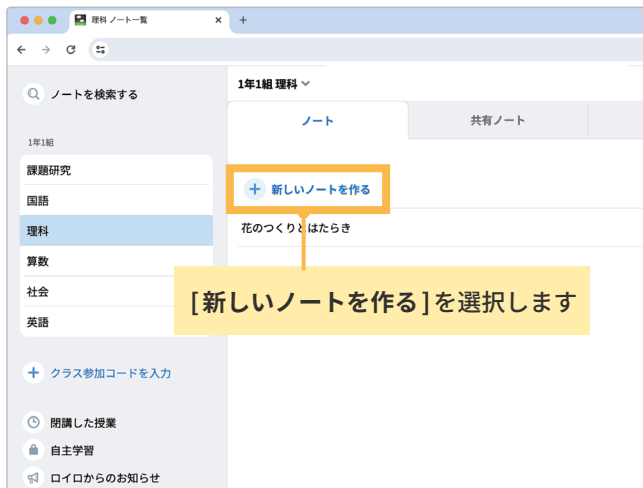 理科 ノート一覧
ノートを検索する
1年1組
課題研究
国語
理科
算数
社会
英語
クラス参加コードを入力
閉講した授業
自主学習
ロイロからのお知らせ
1年1組 理科
ノート
共有ノート
新しいノートを作る
花のつくりとはたらき
[新しいノートを作る]を選択します